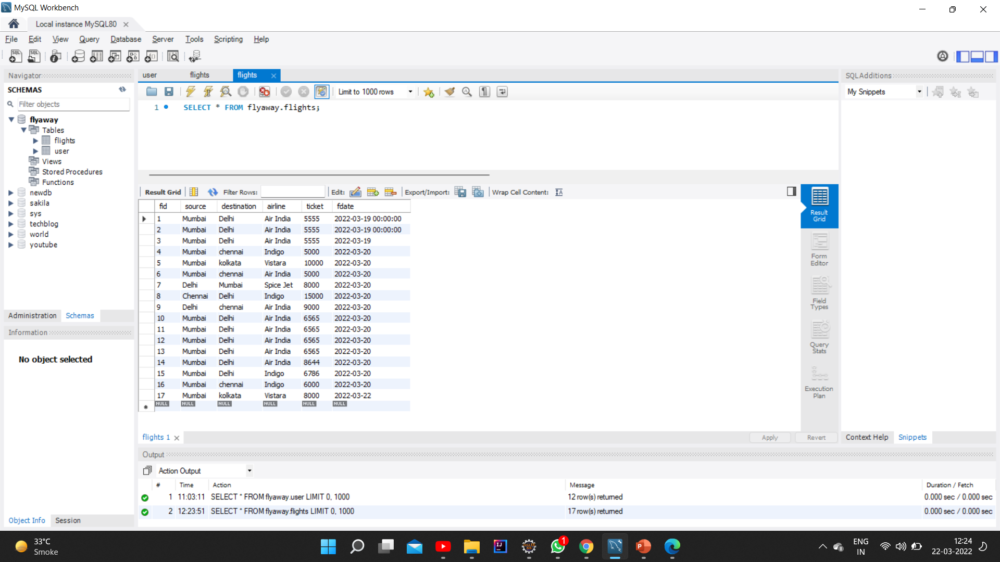 MySQL Workbench
Local instance MySQL80
File Edit View Query Database Server Tools Scripting Help
Navigator
SCHEMAS
Filter objects
flyaway
Tables
flights
user
Views
Stored Procedures
Functions
newdb
sakila
sys
techblog
world
youtube
Administration Schemas
Information
No object selected
Object Info Session
user flights flights
Limit to 1000 rows
1 SELECT * FROM flyaway.flights;
Result Grid Filter Rows: Edit: Export/Import: Wrap Cell Content:
fid source destination airline ticket fdate
1 Mumbai Delhi Air India 5555 2022-03-19 00:00:00
2 Mumbai Delhi Air India 5555 2022-03-19 00:00:00
3 Mumbai Delhi Air India 5555 2022-03-19
4 Mumbai chennai Indigo 5000 2022-03-20
5 Mumbai kolkata Vistara 10000 2022-03-20
6 Mumbai chennai Air India 5000 2022-03-20
7 Delhi Mumbai Spice Jet 8000 2022-03-20
8 Chennai Delhi Indigo 15000 2022-03-20
9 Delhi chennai Air India 9000 2022-03-20
10 Mumbai Delhi Air India 6565 2022-03-20
11 Mumbai Delhi Air India 6565 2022-03-20
12 Mumbai Delhi Air India 6565 2022-03-20
13 Mumbai Delhi Air India 6565 2022-03-20
14 Mumbai Delhi Air India 8644 2022-03-20
15 Mumbai Delhi Indigo 6786 2022-03-20
16 Mumbai chennai Indigo 6000 2022-03-20
17 Mumbai kolkata Vistara 8000 2022-03-22
NULL NULL NULL NULL NULL NULL
Result
Grid
Form
Editor
Field
Types
Query
Stats
Execution
Plan
flights 1
Apply Revert
SQLAdditions
My Snippets
Context Help Snippets
Output
Action Output
# Time Action Message Duration / Fetch
1 11:03:11 SELECT * FROM flyaway.user LIMIT 0, 1000 12 row(s) returned 0.000 sec / 0.000 sec
2 12:23:51 SELECT * FROM flyaway.flights LIMIT 0, 1000 17 row(s) returned 0.000 sec / 0.000 sec
33°C
Smoke
1
ENG
IN
12:24
22-03-2022